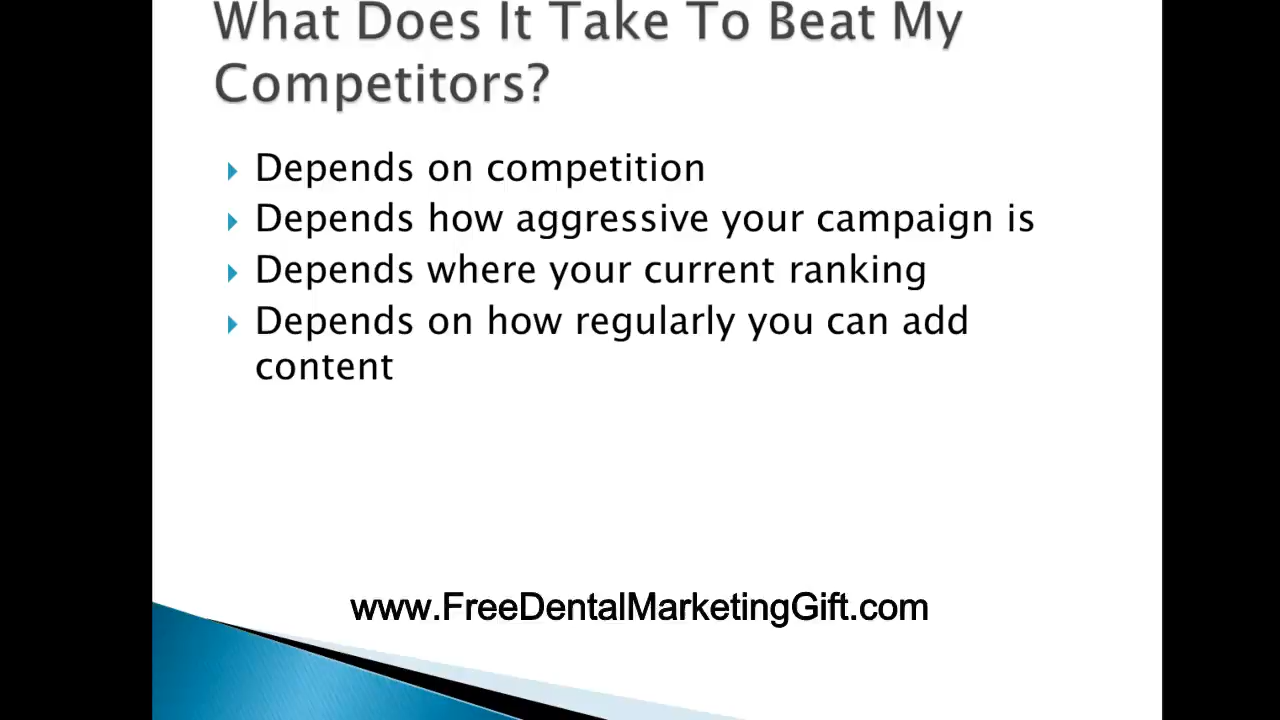 What Does It Take To Beat My
Competitors?
Depends on competition
Depends how aggressive your campaign is
Depends where your current ranking
Depends on how regularly you can add
content
www.FreeDentalMarketingGift.com